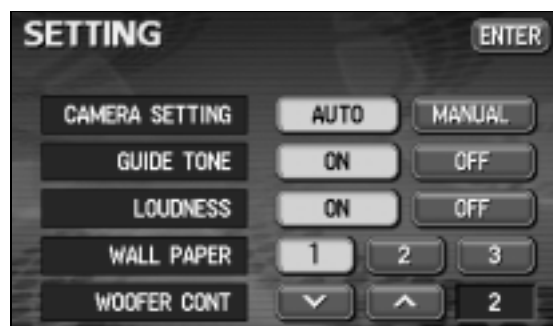 SETTING ENTER
CAMERA SETTING AUTO MANUAL
GUIDE TONE ON OFF
LOUDNESS ON OFF
WALL PAPER 1 2 3
WOOFER CONT 2